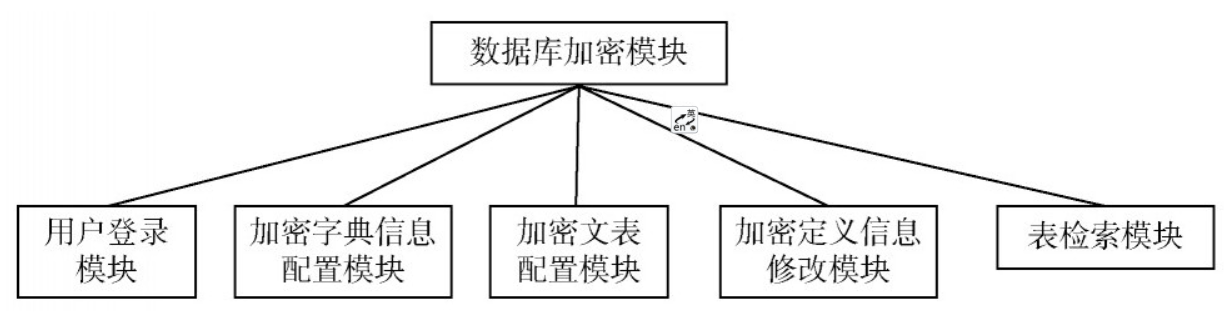 数据库加密模块
英
en
用户登录
模块
加密字典信息
配置模块
加密文表
配置模块
加密定义信息
修改模块
表检索模块